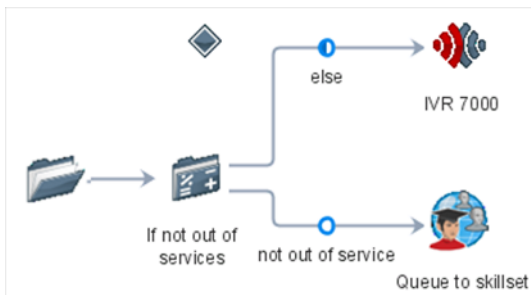 else
IVR 7000
If not out of
services
not out of service
Queue to skillset